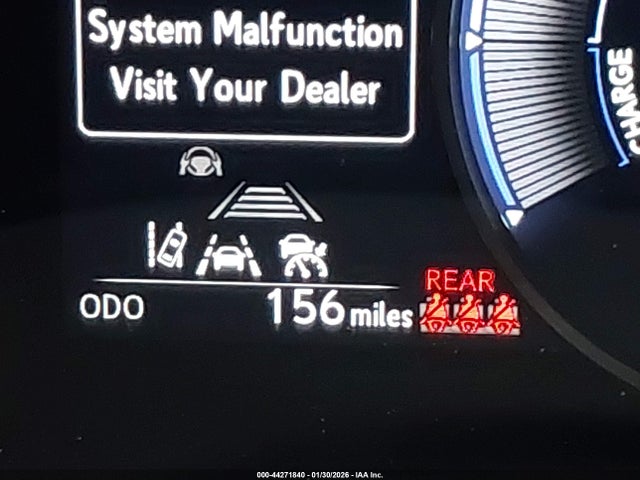 System Malfunction
Visit Your Dealer
CHARGE
REAR
ODO 156 miles
000-44271840 - 01/30/2026 - IAA Inc.